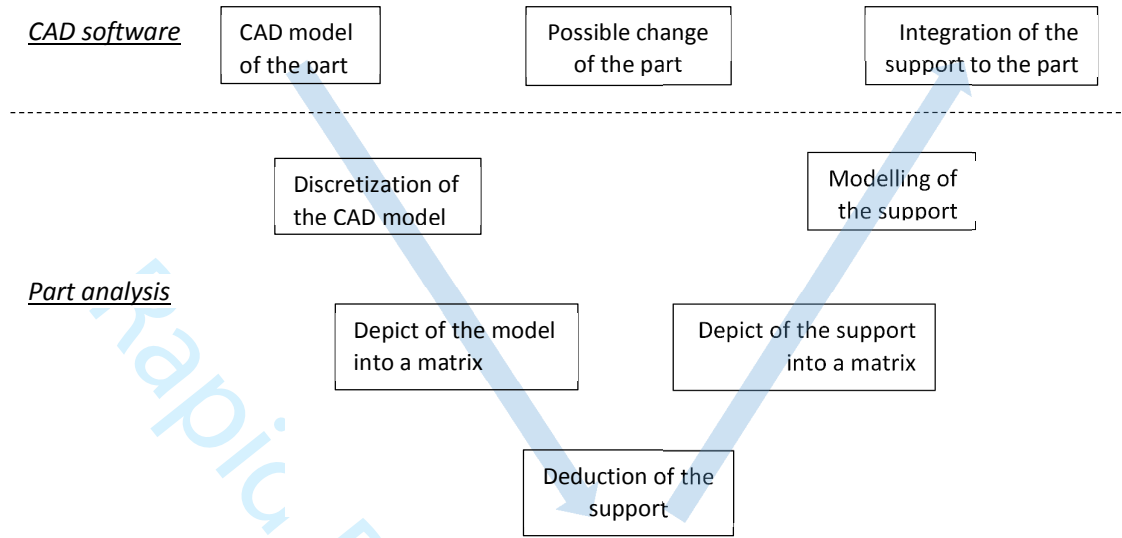 CAD software
CAD model
of the part
Possible change
of the part
Integration of the
support to the part
Discretization of
the CAD model
Modelling of
the support
Part analysis
Depict of the model
into a matrix
Depict of the support
into a matrix
Deduction of the
support
Rapid